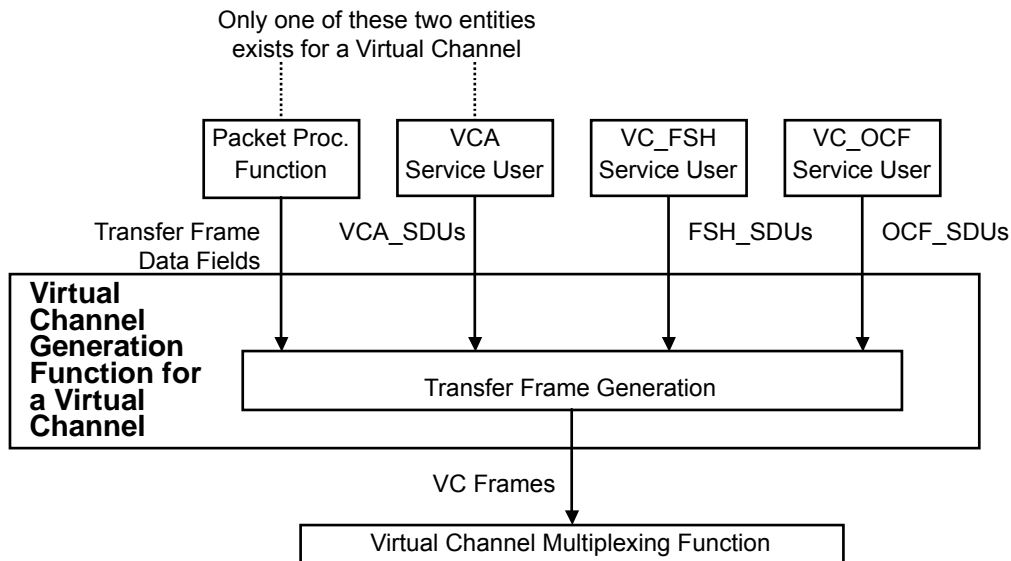 Only one of these two entities
exists for a Virtual Channel
Packet Proc.
Function
VCA
Service User
VC_FSH
Service User
VC_OCF
Service User
Transfer Frame
Data Fields
VCA_SDUs
FSH_SDUs
OCF_SDUs
Virtual
Channel
Generation
Function for
a Virtual
Channel
Transfer Frame Generation
VC Frames
Virtual Channel Multiplexing Function